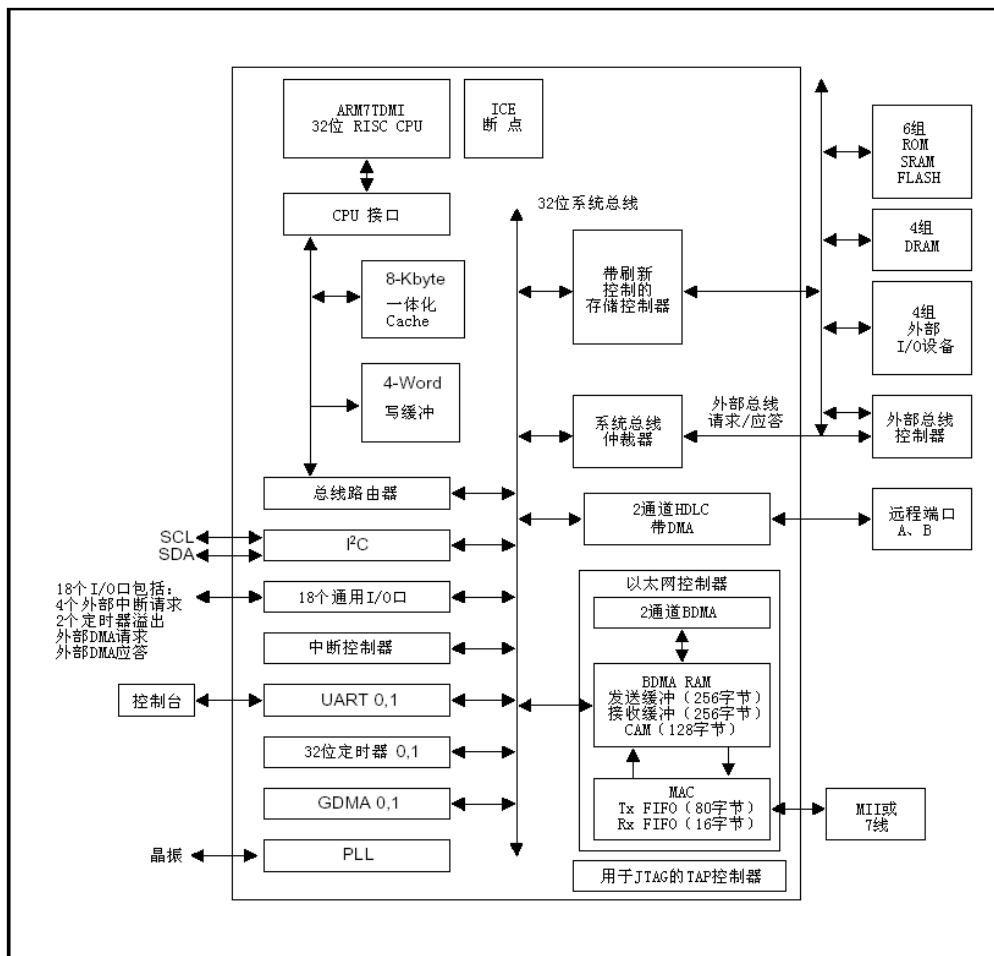 ARM7TDMI
32位 RISC CPU
ICE
断 点
CPU 接口
8-Kbyte
一体化
Cache
4-Word
写缓冲
总线路由器
SCL
SDA
I²C
18个I/O口包括:
4个外部中断请求
2个定时器溢出
外部DMA请求
外部DMA应答
18个通用I/O口
中断控制器
控制台
UART 0,1
32位定时器 0,1
GDMA 0,1
晶振
PLL
32位系统总线
带刷新
控制的
存储控制器
系统总线
仲裁器
外部总线
请求/应答
2通道HDLC
带DMA
以太网控制器
2通道BDMA
BDMA RAM
发送缓冲（256字节）
接收缓冲（256字节）
CAM（128字节）
MAC
Tx FIFO（80字节）
Rx FIFO（16字节）
用于JTAG的TAP控制器
6组
ROM
SRAM
FLASH
4组
DRAM
4组
外部
I/O设备
外部总线
控制器
远程端口
A、B
MII或
7线